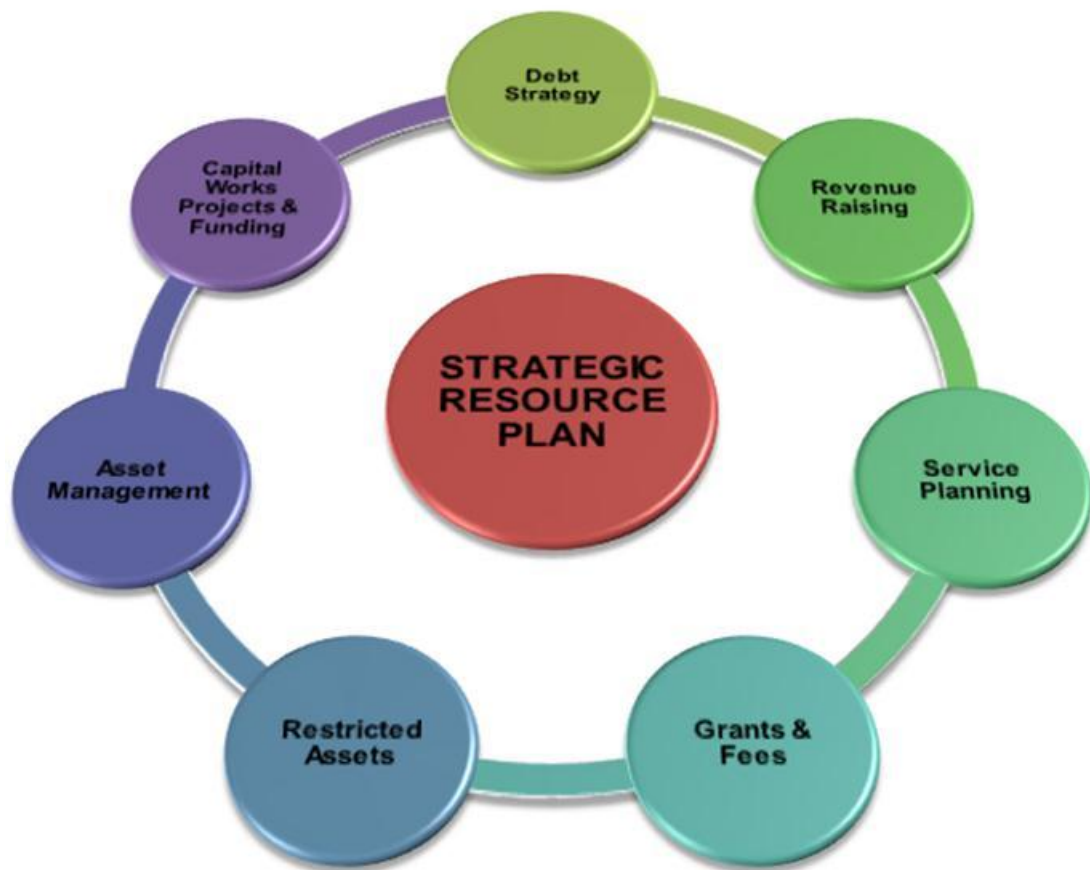 Debt
Strategy
Revenue
Raising
Service
Planning
Grants &
Fees
Restricted
Assets
Asset
Management
Capital
Works
Projects &
Funding
STRATEGIC
RESOURCE
PLAN